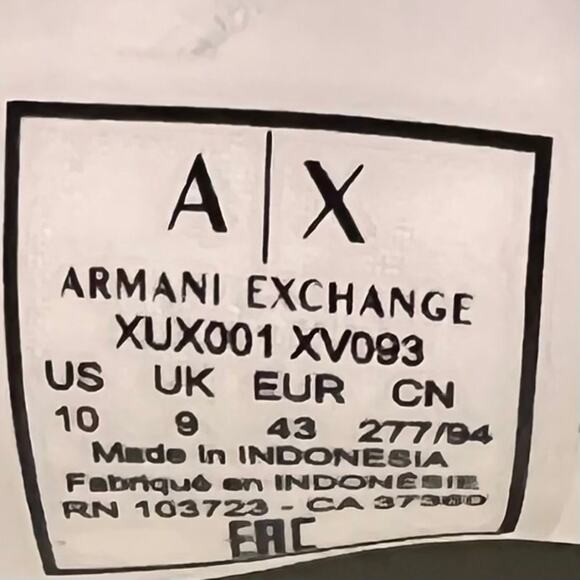 A|X
ARMANI EXCHANGE
XUX001 XV093
US UK EUR CN
10 9 43 277/94
Made in INDONESIA
Fabriqué en INDONÉSIE
RN 103723 - CA
EAC